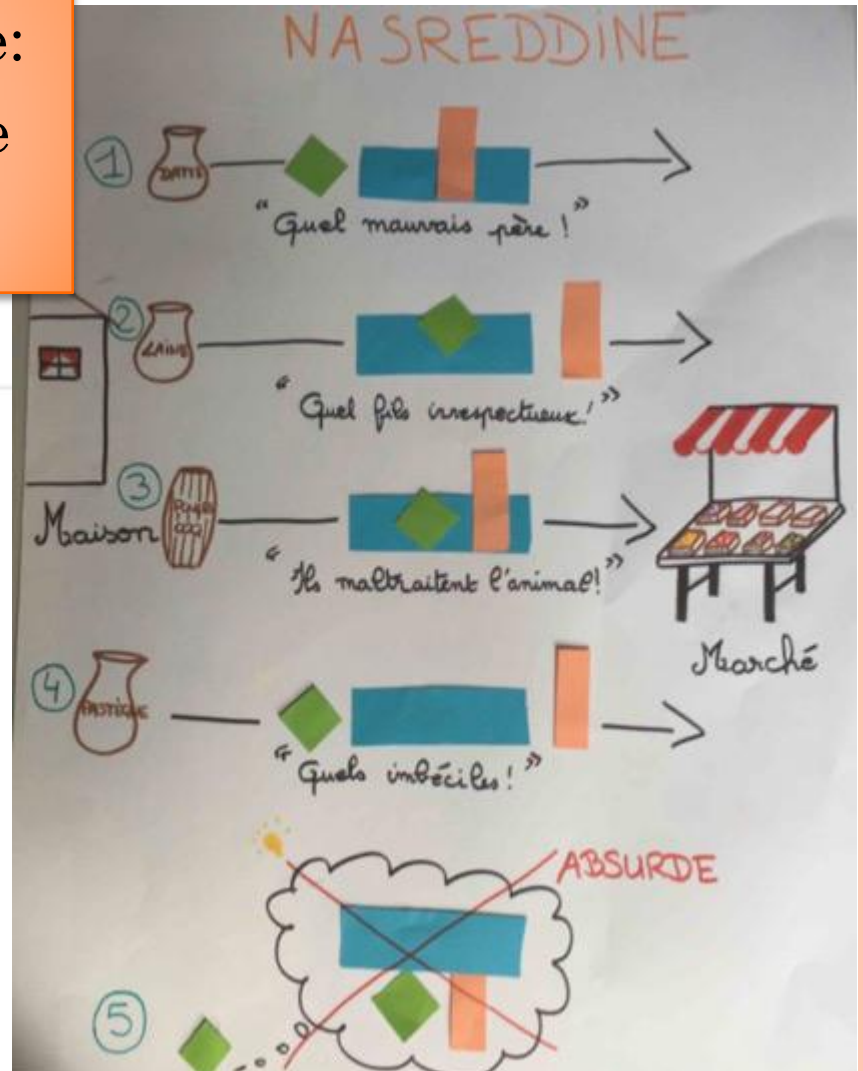 e:
e
NASREDDINE
1
DATTE
"Quel mauvais père !"
2
LAINE
"Quel fils irrespectueux!"
3
Maison
"Ils maltraitent l'animal!"
Marché
4
PASTÈQUE
"Quels imbéciles!"
ABSURDE
5